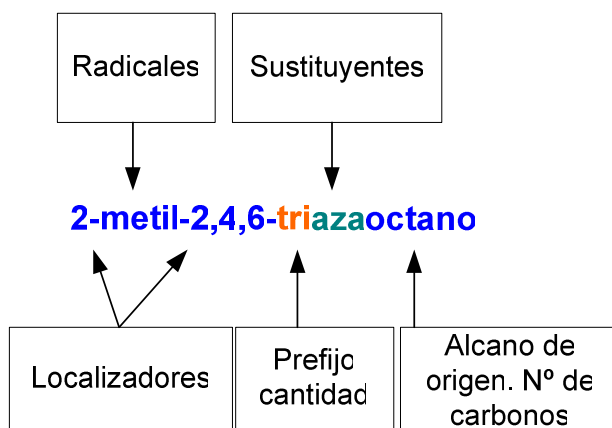 Radicales
Sustituyentes
2-metil-2,4,6-triazaoctano
Localizadores
Prefijo
cantidad
Alcano de
origen. Nº de
carbonos